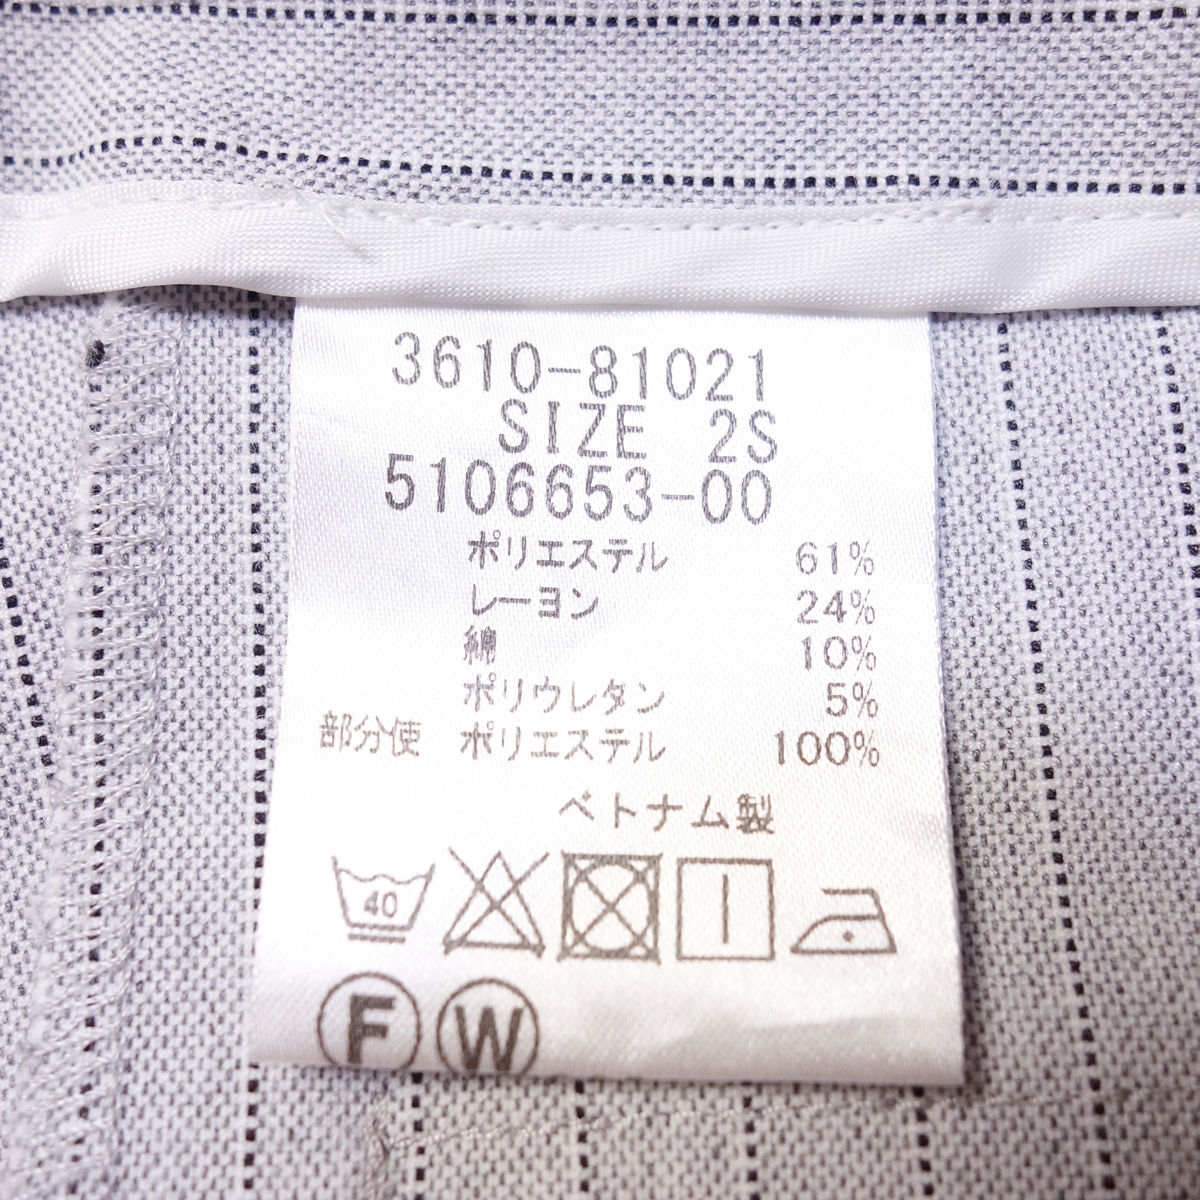 3610-81021
SIZE 2S
5106653-00
ポリエステル 61%
レーヨン 24%
綿 10%
ポリウレタン 5%
部分使 ポリエステル 100%
ベトナム製
40
F W